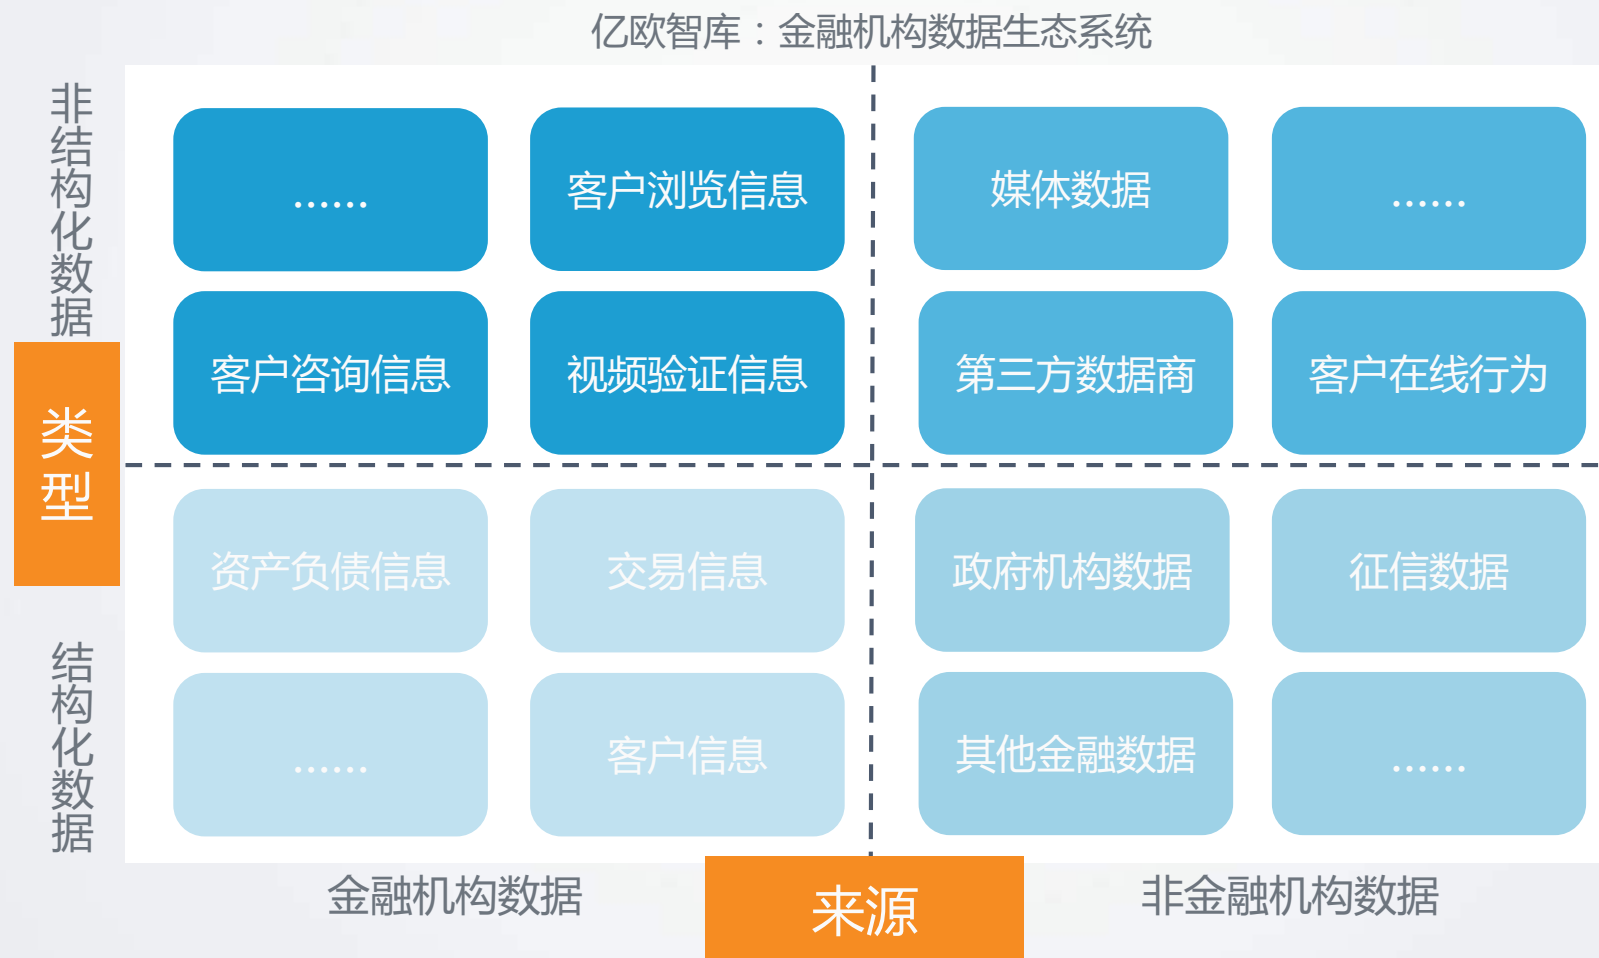 亿欧智库：金融机构数据生态系统
非结构化数据
……
客户浏览信息
媒体数据
……
客户咨询信息
视频验证信息
第三方数据商
客户在线行为
类型
资产负债信息
交易信息
政府机构数据
征信数据
结构化数据
……
客户信息
其他金融数据
……
金融机构数据
来源
非金融机构数据